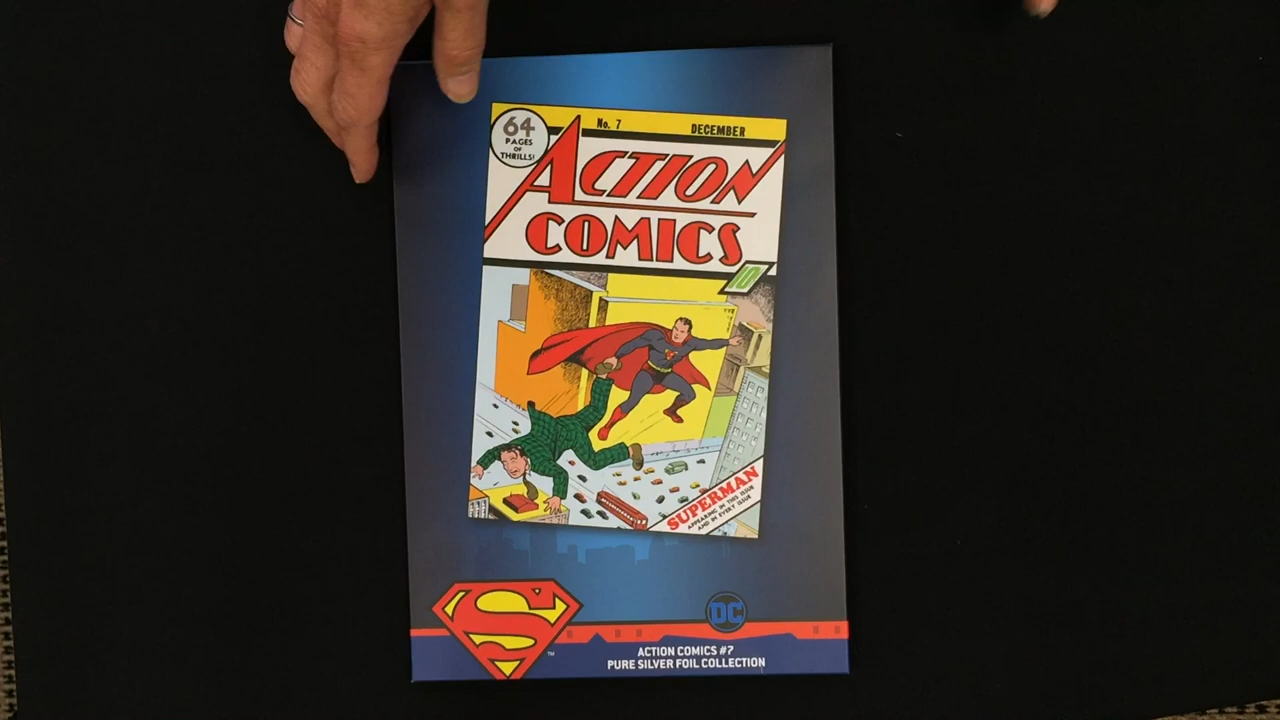 No. 7 DECEMBER
64
PAGES
OF
THRILLS!
ACTION
COMICS
10¢
SUPERMAN
APPEARING IN THIS ISSUE
AND IN EVERY ISSUE
S
TM
DC
ACTION COMICS #7
PURE SILVER FOIL COLLECTION